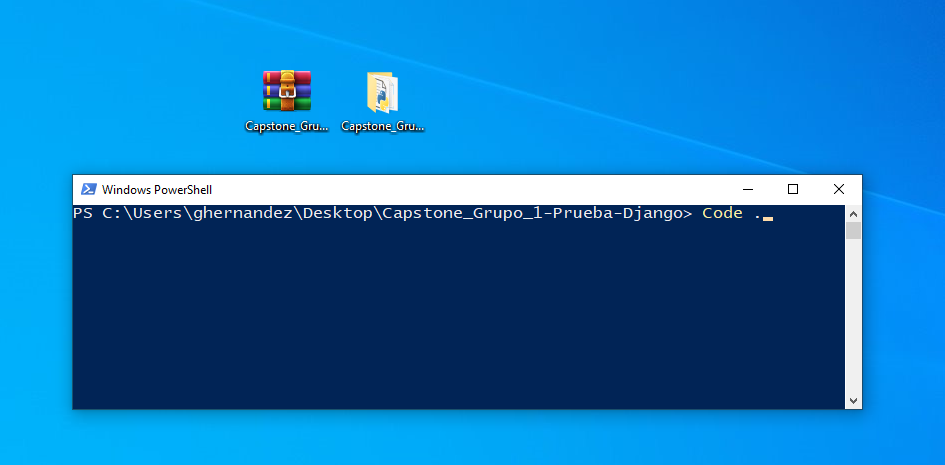 Capstone_Gru... Capstone_Gru...
Windows PowerShell
PS C:\Users\ghernandez\Desktop\Capstone_Grupo_1-Prueba-Django> Code .